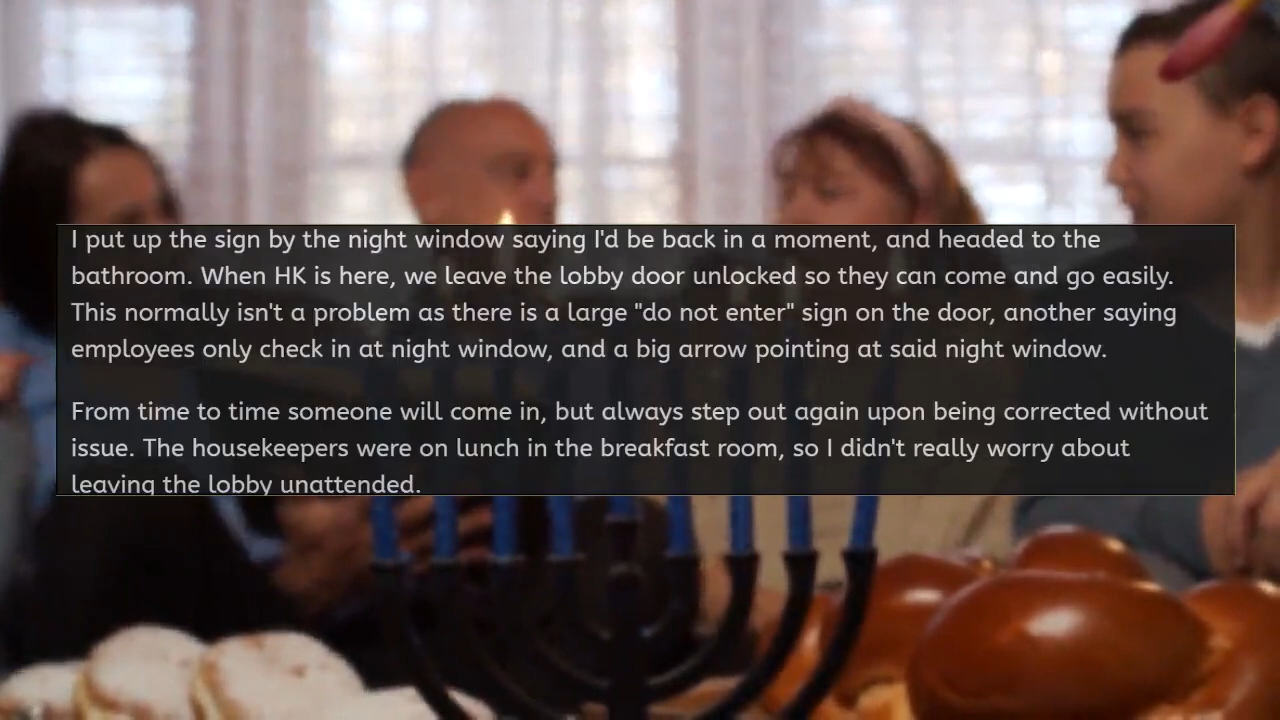 I put up the sign by the night window saying I'd be back in a moment, and headed to the
bathroom. When HK is here, we leave the lobby door unlocked so they can come and go easily.
This normally isn't a problem as there is a large "do not enter" sign on the door, another saying
employees only check in at night window, and a big arrow pointing at said night window.
From time to time someone will come in, but always step out again upon being corrected without
issue. The housekeepers were on lunch in the breakfast room, so I didn't really worry about
leaving the lobby unattended.